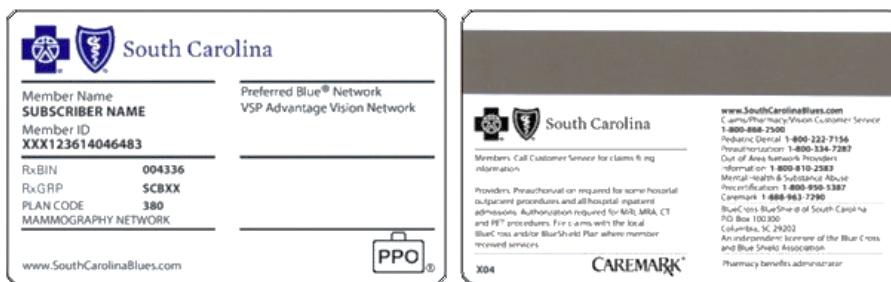 South Carolina
Member Name
SUBSCRIBER NAME
Member ID
XXX123614046483
Preferred Blue® Network
VSP Advantage Vision Network
RxBIN 004336
RxGRP SCBXX
PLAN CODE 380
MAMMOGRAPHY NETWORK
www.SouthCarolinaBlues.com
PPO®
South Carolina
Members: Call Customer Service for claims filing
information.
Providers: Preauthorization required for some hospital
outpatient procedures and all hospital inpatient
admissions. Authorization required for MRI, MRA, CT
and PET procedures. File claims with the local
BlueCross and/or BlueShield Plan where member
received services.
X04
CAREMARK
www.SouthCarolinaBlues.com
Claims/Pharmacy/Vision Customer Service
1-800-868-2500
Pediatric Dental 1-800-222-7156
Preauthorization 1-800-334-7287
Out of Area Network Providers
Information 1-800-810-2583
Mental Health & Substance Abuse
Precertification 1-800-950-5387
Caremark 1-888-963-7290
BlueCross BlueShield of South Carolina
P.O. Box 100300
Columbia, SC 29202
An independent licensee of the Blue Cross
and Blue Shield Association
Pharmacy benefits administrator